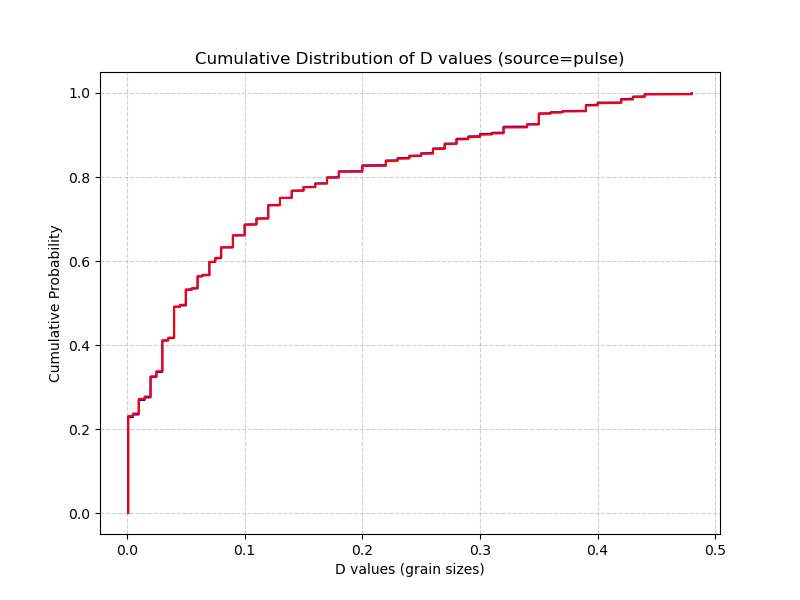 Cumulative Distribution of D values (source=pulse)
Cumulative Probability
1.0
0.8
0.6
0.4
0.2
0.0
0.0 0.1 0.2 0.3 0.4 0.5
D values (grain sizes)